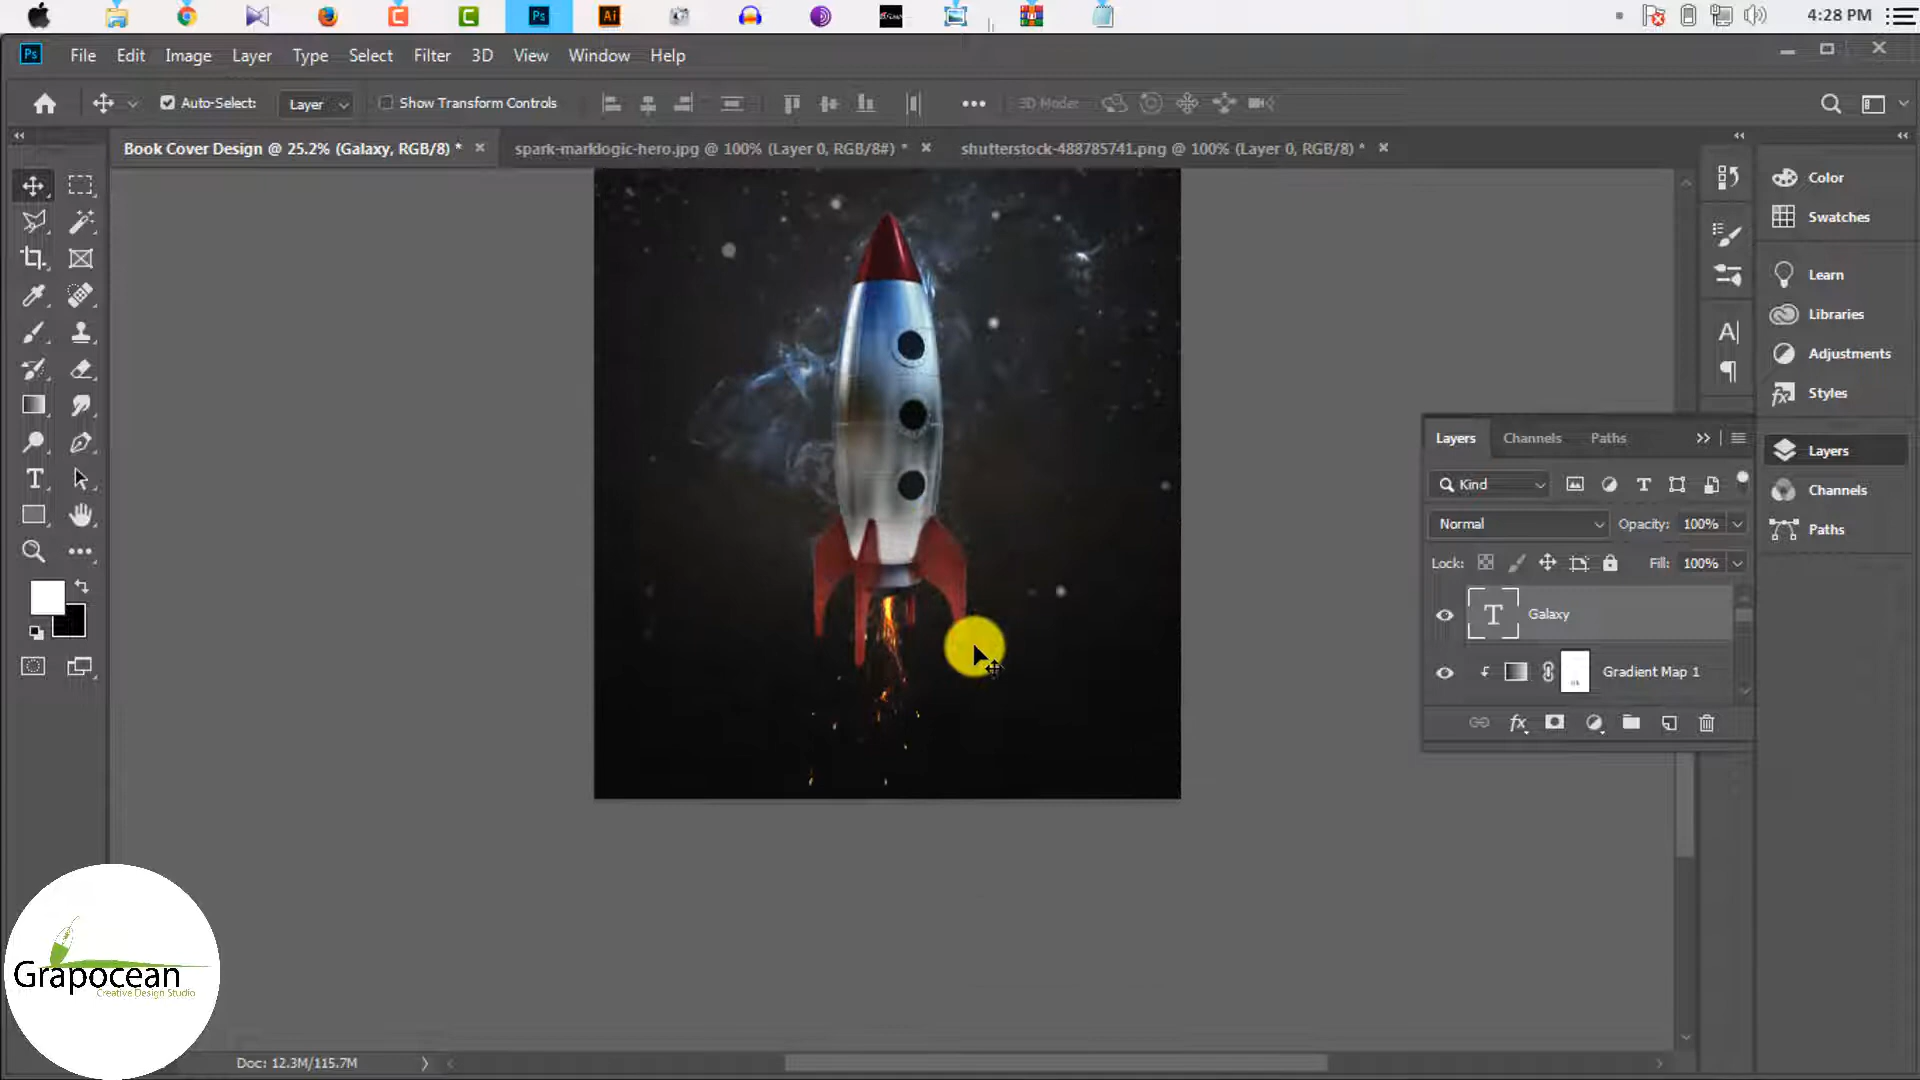 4:28 PM
Ps File Edit Image Layer Type Select Filter 3D View Window Help
Auto-Select: Layer Show Transform Controls 3D Mode:
Book Cover Design @ 25.2% (Galaxy, RGB/8) * spark-marklogic-hero.jpg @ 100% (Layer 0, RGB/8#) * shutterstock-488785741.png @ 100% (Layer 0, RGB/8) *
Color
Swatches
Learn
Libraries
Adjustments
Styles
Layers
Channels
Paths
Layers Channels Paths
Kind
Normal Opacity: 100%
Lock: Fill: 100%
Galaxy
Gradient Map 1
Grapocean
Creative Design Studio
Doc: 12.3M/115.7M